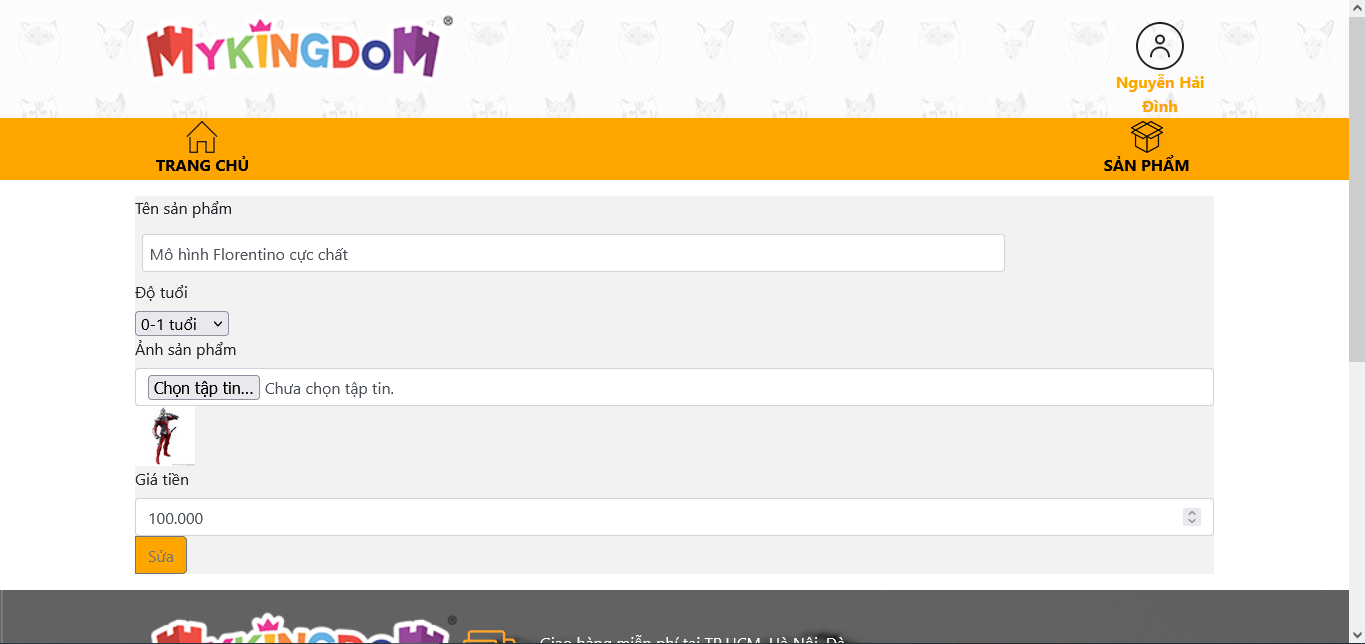 MYKINGDOM®
Nguyễn Hải
Đình
TRANG CHỦ
SẢN PHẨM
Tên sản phẩm
Mô hình Florentino cực chất
Độ tuổi
0-1 tuổi
Ảnh sản phẩm
Chọn tập tin... Chưa chọn tập tin.
Giá tiền
100.000
Sửa
MYKINGDOM®
Giao hàng miễn phí tại TP.HCM, Hà Nội, Đà